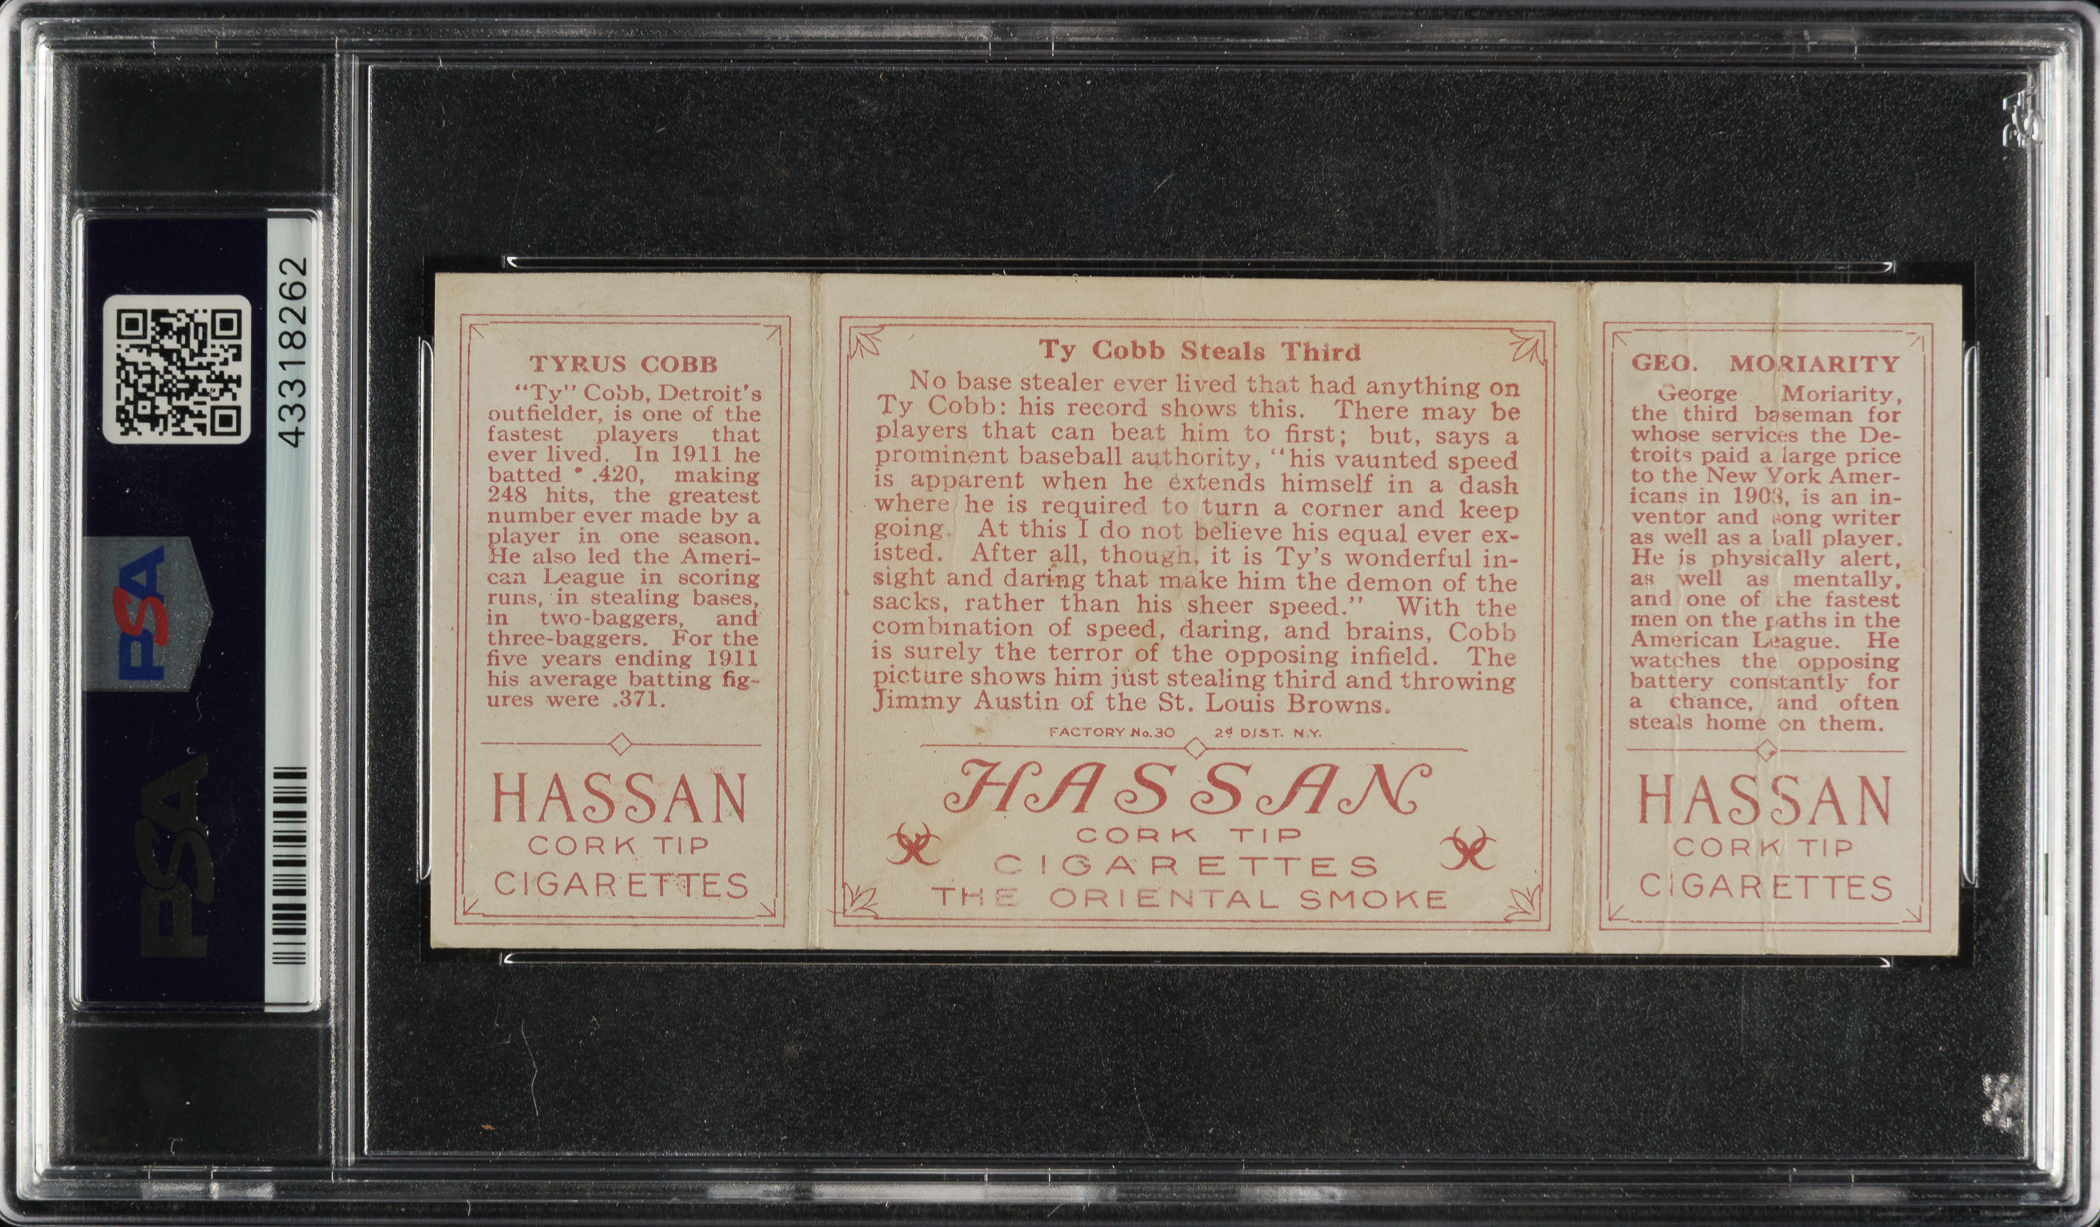 43318262
PSA
PSA
TYRUS COBB
"Ty" Cobb, Detroit's
outfielder, is one of the
fastest players that
ever lived. In 1911 he
batted .420, making
248 hits, the greatest
number ever made by a
player in one season.
He also led the Ameri-
can League in scoring
runs, in stealing bases,
in two-baggers, and
three-baggers. For the
five years ending 1911
his average batting fig-
ures were .371.
HASSAN
CORK TIP
CIGARETTES
Ty Cobb Steals Third
No base stealer ever lived that had anything on
Ty Cobb: his record shows this. There may be
players that can beat him to first; but, says a
prominent baseball authority, "his vaunted speed
is apparent when he extends himself in a dash
where he is required to turn a corner and keep
going. At this I do not believe his equal ever ex-
isted. After all, though, it is Ty's wonderful in-
sight and daring that make him the demon of the
sacks, rather than his sheer speed." With the
combination of speed, daring, and brains, Cobb
is surely the terror of the opposing infield. The
picture shows him just stealing third and throwing
Jimmy Austin of the St. Louis Browns.
FACTORY No.30 2d DIST. N.Y.
HASSAN
CORK TIP
CIGARETTES
THE ORIENTAL SMOKE
GEO. MORIARITY
George Moriarity,
the third baseman for
whose services the De-
troits paid a large price
to the New York Amer-
icans in 1908, is an in-
ventor and song writer
as well as a ball player.
He is physically alert,
as well as mentally,
and one of the fastest
men on the paths in the
American League. He
watches the opposing
battery constantly for
a chance, and often
steals home on them.
HASSAN
CORK TIP
CIGARETTES
PSA